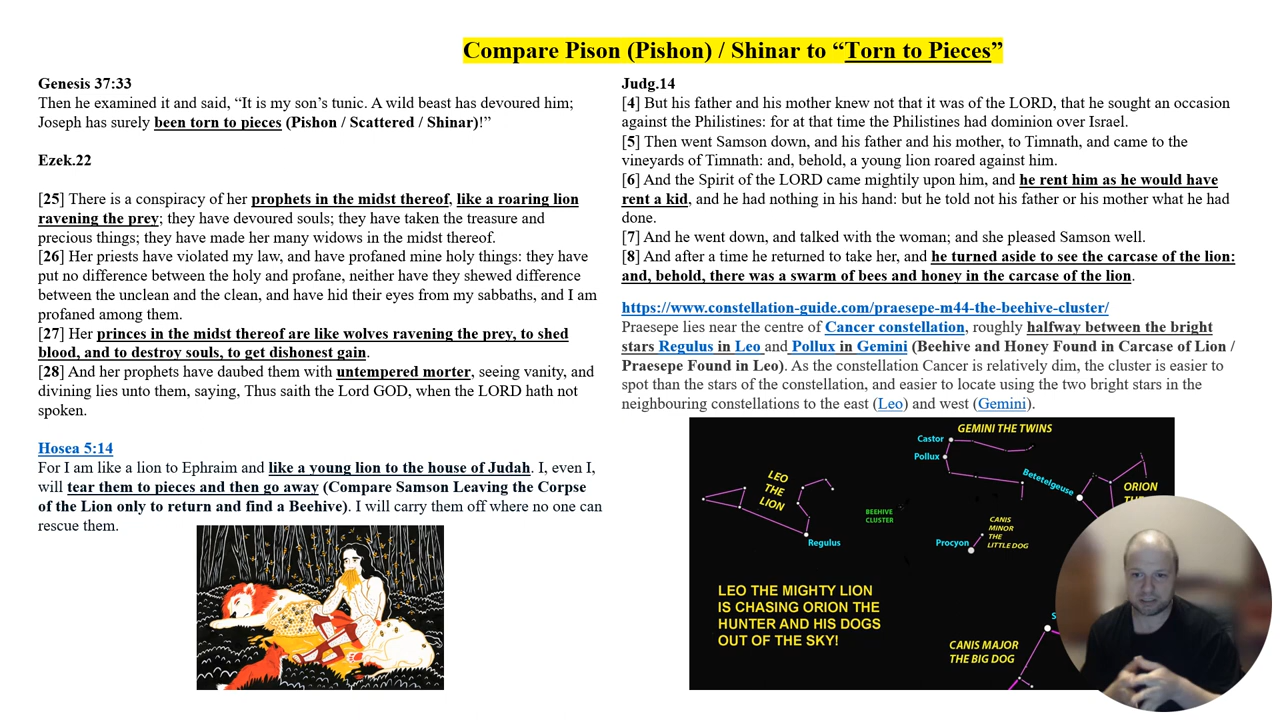 Compare Pison (Pishon) / Shinar to “Torn to Pieces”
Genesis 37:33
Then he examined it and said, “It is my son’s tunic. A wild beast has devoured him;
Joseph has surely been torn to pieces (Pishon / Scattered / Shinar)!”
Ezek.22
[25] There is a conspiracy of her prophets in the midst thereof, like a roaring lion
ravening the prey; they have devoured souls; they have taken the treasure and
precious things; they have made her many widows in the midst thereof.
[26] Her priests have violated my law, and have profaned mine holy things: they have
put no difference between the holy and profane, neither have they shewed difference
between the unclean and the clean, and have hid their eyes from my sabbaths, and I am
profaned among them.
[27] Her princes in the midst thereof are like wolves ravening the prey, to shed
blood, and to destroy souls, to get dishonest gain.
[28] And her prophets have daubed them with untempered morter, seeing vanity, and
divining lies unto them, saying, Thus saith the Lord GOD, when the LORD hath not
spoken.
Hosea 5:14
For I am like a lion to Ephraim and like a young lion to the house of Judah. I, even I,
will tear them to pieces and then go away (Compare Samson Leaving the Corpse
of the Lion only to return and find a Beehive). I will carry them off where no one can
rescue them.
Judg.14
[4] But his father and his mother knew not that it was of the LORD, that he sought an occasion
against the Philistines: for at that time the Philistines had dominion over Israel.
[5] Then went Samson down, and his father and his mother, to Timnath, and came to the
vineyards of Timnath: and, behold, a young lion roared against him.
[6] And the Spirit of the LORD came mightily upon him, and he rent him as he would have
rent a kid, and he had nothing in his hand: but he told not his father or his mother what he had
done.
[7] And he went down, and talked with the woman; and she pleased Samson well.
[8] And after a time he returned to take her, and he turned aside to see the carcase of the lion:
and, behold, there was a swarm of bees and honey in the carcase of the lion.
https://www.constellation-guide.com/praesepe-m44-the-beehive-cluster/
Praesepe lies near the centre of Cancer constellation, roughly halfway between the bright
stars Regulus in Leo and Pollux in Gemini (Beehive and Honey Found in Carcase of Lion /
Praesepe Found in Leo). As the constellation Cancer is relatively dim, the cluster is easier to
spot than the stars of the constellation, and easier to locate using the two bright stars in the
neighbouring constellations to the east (Leo) and west (Gemini).
GEMINI THE TWINS
Castor
Pollux
Betetelgeuse
ORION
LEO
THE
LION
BEEHIVE
CLUSTER
Regulus
CANIS
MINOR
THE
LITTLE DOG
Procyon
LEO THE MIGHTY LION
IS CHASING ORION THE
HUNTER AND HIS DOGS
OUT OF THE SKY!
CANIS MAJOR
THE BIG DOG